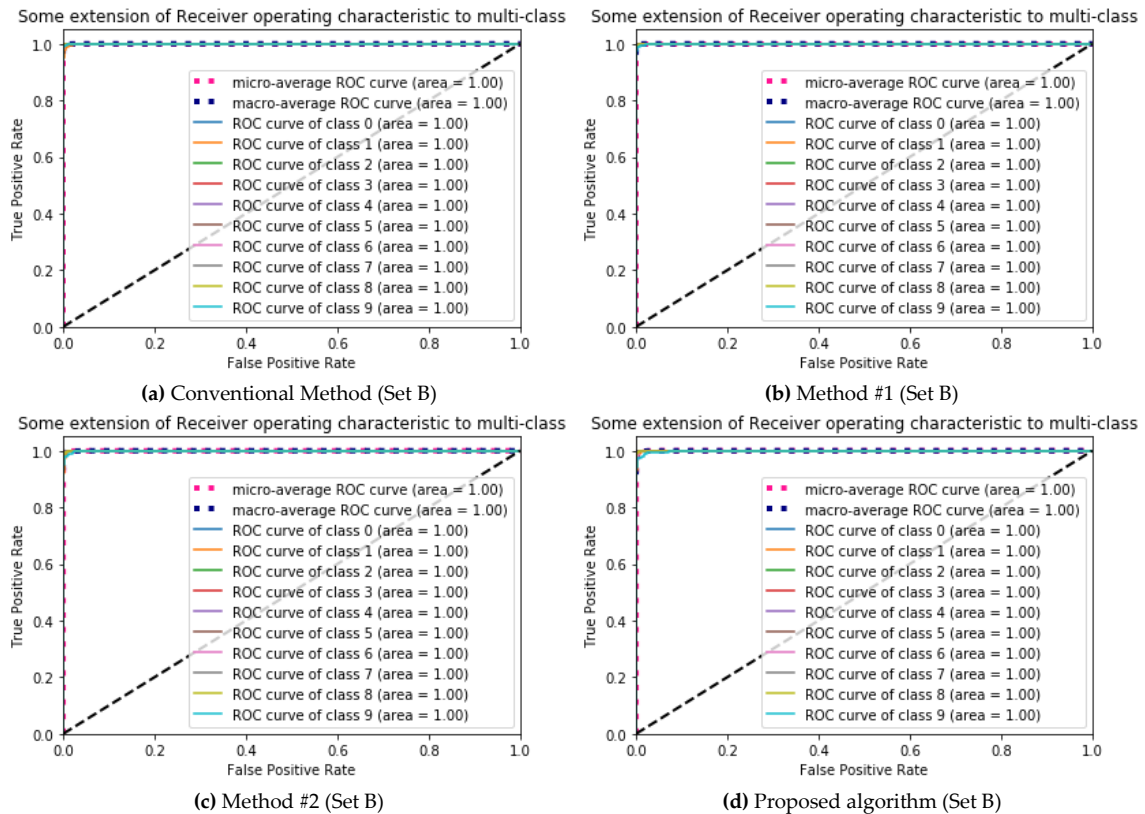 Some extension of Receiver operating characteristic to multi-class
1.0
0.8
0.6
0.4
0.2
0.0
True Positive Rate
micro-average ROC curve (area = 1.00)
macro-average ROC curve (area = 1.00)
ROC curve of class 0 (area = 1.00)
ROC curve of class 1 (area = 1.00)
ROC curve of class 2 (area = 1.00)
ROC curve of class 3 (area = 1.00)
ROC curve of class 4 (area = 1.00)
ROC curve of class 5 (area = 1.00)
ROC curve of class 6 (area = 1.00)
ROC curve of class 7 (area = 1.00)
ROC curve of class 8 (area = 1.00)
ROC curve of class 9 (area = 1.00)
0.0 0.2 0.4 0.6 0.8 1.0
False Positive Rate
(a) Conventional Method (Set B)
Some extension of Receiver operating characteristic to multi-class
1.0
0.8
0.6
0.4
0.2
0.0
True Positive Rate
micro-average ROC curve (area = 1.00)
macro-average ROC curve (area = 1.00)
ROC curve of class 0 (area = 1.00)
ROC curve of class 1 (area = 1.00)
ROC curve of class 2 (area = 1.00)
ROC curve of class 3 (area = 1.00)
ROC curve of class 4 (area = 1.00)
ROC curve of class 5 (area = 1.00)
ROC curve of class 6 (area = 1.00)
ROC curve of class 7 (area = 1.00)
ROC curve of class 8 (area = 1.00)
ROC curve of class 9 (area = 1.00)
0.0 0.2 0.4 0.6 0.8 1.0
False Positive Rate
(b) Method #1 (Set B)
Some extension of Receiver operating characteristic to multi-class
1.0
0.8
0.6
0.4
0.2
0.0
True Positive Rate
micro-average ROC curve (area = 1.00)
macro-average ROC curve (area = 1.00)
ROC curve of class 0 (area = 1.00)
ROC curve of class 1 (area = 1.00)
ROC curve of class 2 (area = 1.00)
ROC curve of class 3 (area = 1.00)
ROC curve of class 4 (area = 1.00)
ROC curve of class 5 (area = 1.00)
ROC curve of class 6 (area = 1.00)
ROC curve of class 7 (area = 1.00)
ROC curve of class 8 (area = 1.00)
ROC curve of class 9 (area = 1.00)
0.0 0.2 0.4 0.6 0.8 1.0
False Positive Rate
(c) Method #2 (Set B)
Some extension of Receiver operating characteristic to multi-class
1.0
0.8
0.6
0.4
0.2
0.0
True Positive Rate
micro-average ROC curve (area = 1.00)
macro-average ROC curve (area = 1.00)
ROC curve of class 0 (area = 1.00)
ROC curve of class 1 (area = 1.00)
ROC curve of class 2 (area = 1.00)
ROC curve of class 3 (area = 1.00)
ROC curve of class 4 (area = 1.00)
ROC curve of class 5 (area = 1.00)
ROC curve of class 6 (area = 1.00)
ROC curve of class 7 (area = 1.00)
ROC curve of class 8 (area = 1.00)
ROC curve of class 9 (area = 1.00)
0.0 0.2 0.4 0.6 0.8 1.0
False Positive Rate
(d) Proposed algorithm (Set B)